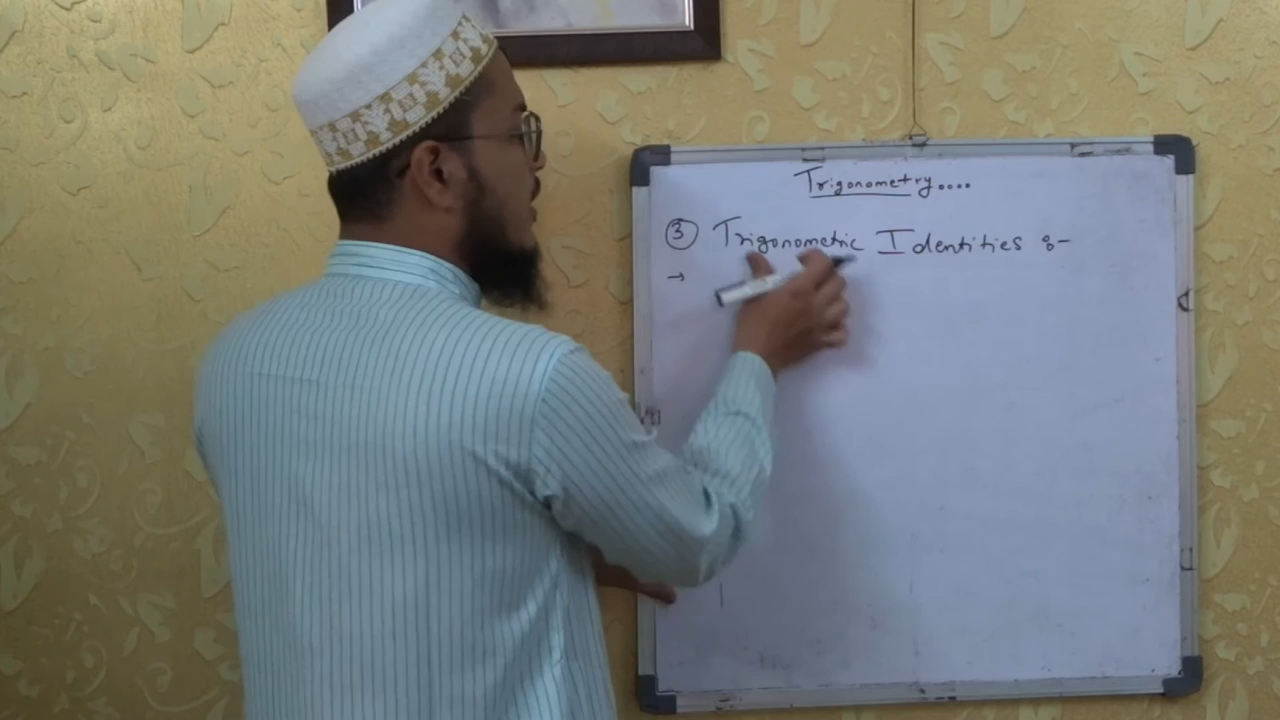 Trigonometry....
③ Trigonometric Identities :-
→